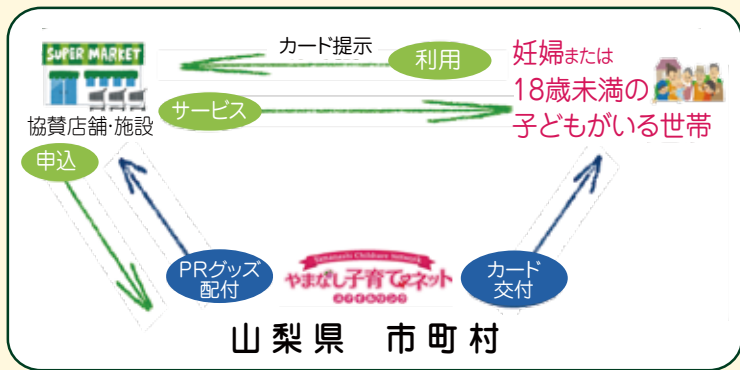 SUPER MARKET
カード提示
利用
妊婦または
18歳未満の
子どもがいる世帯
サービス
協賛店舗・施設
申込
PRグッズ
配付
Yamanashi Childcare network
やまなし子育てネット
カード
交付
山梨県 市町村